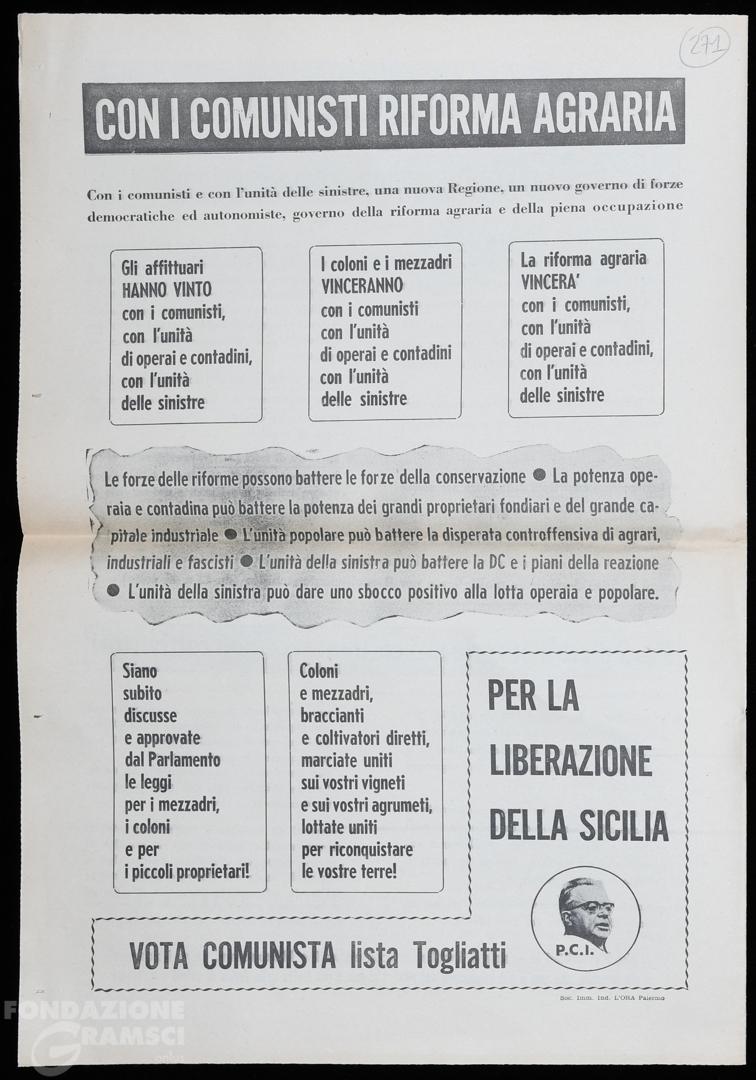 271
CON I COMUNISTI RIFORMA AGRARIA
Con i comunisti e con l'unità delle sinistre, una nuova Regione, un nuovo governo di forze
democratiche ed autonomiste, governo della riforma agraria e della piena occupazione
Gli affittuari
HANNO VINTO
con i comunisti,
con l'unità
di operai e contadini,
con l'unità
delle sinistre
I coloni e i mezzadri
VINCERANNO
con i comunisti
con l'unità
di operai e contadini
con l'unità
delle sinistre
La riforma agraria
VINCERA'
con i comunisti,
con l'unità
di operai e contadini,
con l'unità
delle sinistre
Le forze delle riforme possono battere le forze della conservazione ● La potenza ope-
raia e contadina può battere la potenza dei grandi proprietari fondiari e del grande ca-
pitale industriale ● L'unità popolare può battere la disperata controffensiva di agrari,
industriali e fascisti ● L'unità della sinistra può battere la DC e i piani della reazione
● L'unità della sinistra può dare uno sbocco positivo alla lotta operaia e popolare.
Siano
subito
discusse
e approvate
dal Parlamento
le leggi
per i mezzadri,
i coloni
e per
i piccoli proprietari!
Coloni
e mezzadri,
braccianti
e coltivatori diretti,
marciate uniti
sui vostri vigneti
e sui vostri agrumeti,
lottate uniti
per riconquistare
le vostre terre!
PER LA
LIBERAZIONE
DELLA SICILIA
P.C.I.
VOTA COMUNISTA lista Togliatti
Soc. Imm. Ind. L'ORA Palermo
FONDAZIONE
GRAMSCI
onlus